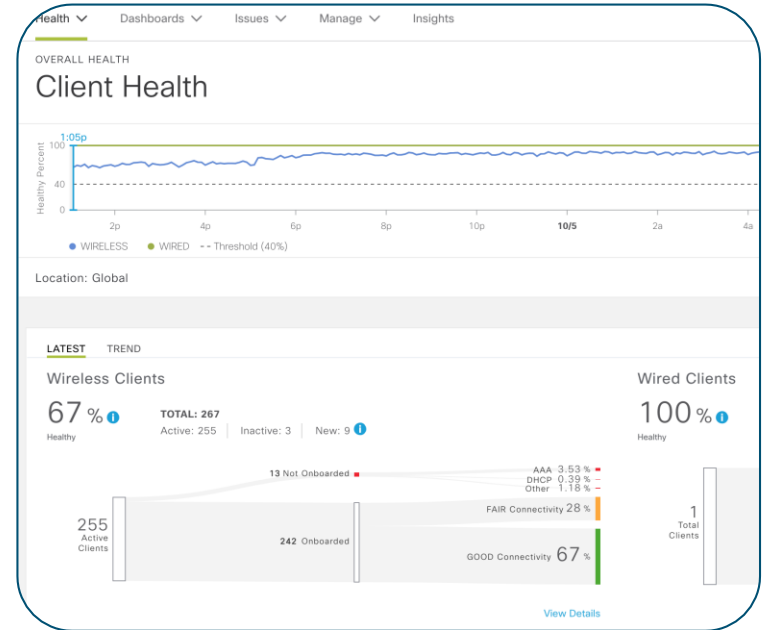 Health Dashboards Issues Manage Insights
OVERALL HEALTH
Client Health
1:05p
100
40
0
Healthy Percent
2p 4p 6p 8p 10p 10/5 2a 4a
WIRELESS WIRED -- Threshold (40%)
Location: Global
LATEST TREND
Wireless Clients
67 %
Healthy
TOTAL: 267
Active: 255 Inactive: 3 New: 9
Wired Clients
100 %
Healthy
13 Not Onboarded
AAA 3.53 %
DHCP 0.39 %
Other 1.18 %
FAIR Connectivity 28 %
255
Active
Clients
242 Onboarded
GOOD Connectivity 67 %
1
Total
Clients
View Details